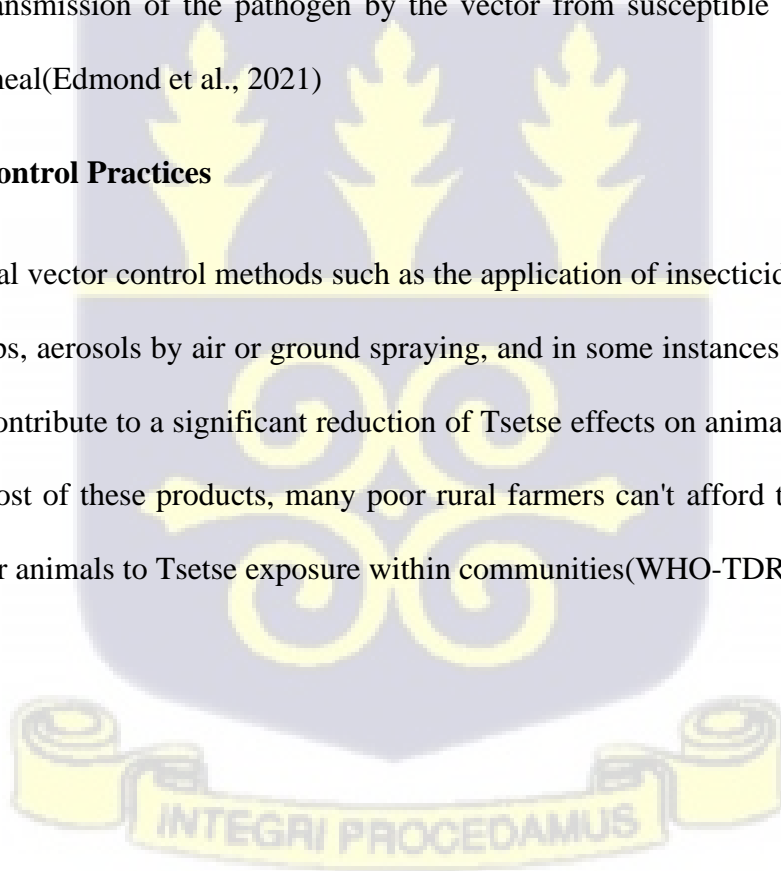 ansmission of the pathogen by the vector from susceptible
neal(Edmond et al., 2021)
ontrol Practices
al vector control methods such as the application of insecticid
os, aerosols by air or ground spraying, and in some instances
ontribute to a significant reduction of Tsetse effects on anima
ost of these products, many poor rural farmers can't afford t
r animals to Tsetse exposure within communities(WHO-TDR
INTEGRI PROCEDAMUS